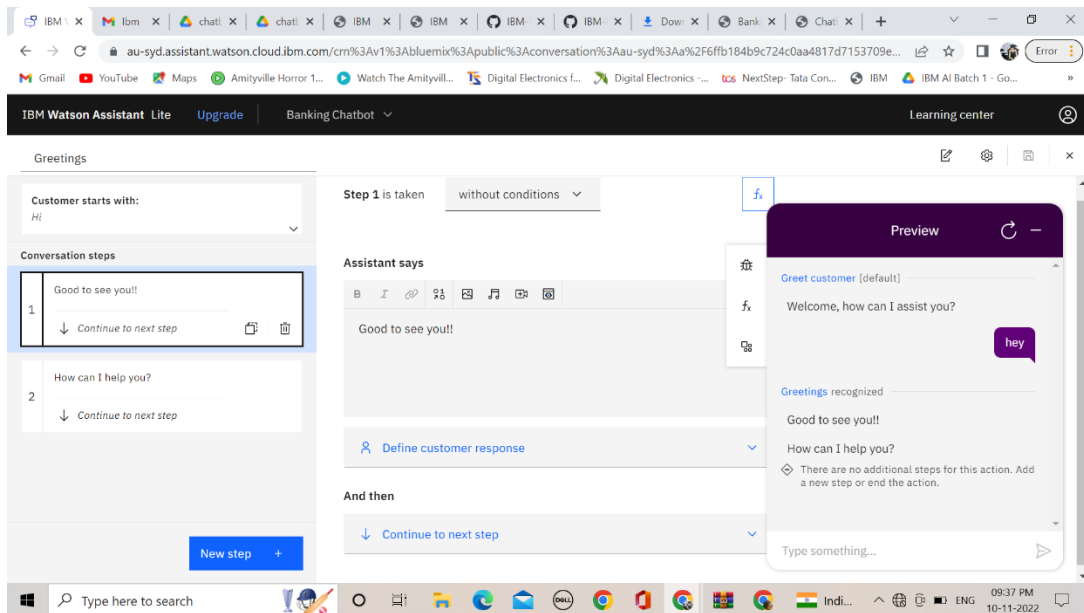 IBM W
Ibm
chatl
chatl
IBM
IBM
IBM-
IBM-
Down
Banki
Chati
au-syd.assistant.watson.cloud.ibm.com/crn%3Av1%3Abluemix%3Apublic%3Aconversation%3Aau-syd%3Aa%2F6ffb184b9c724c0aa4817d7153709e...
Error
Gmail
YouTube
Maps
Amityville Horror 1...
Watch The Amityvill...
Digital Electronics f...
Digital Electronics -...
tcs NextStep- Tata Con...
IBM
IBM AI Batch 1 - Go...
»
IBM Watson Assistant Lite
Upgrade
Banking Chatbot
Learning center
Greetings
Customer starts with:
Hi
Conversation steps
1
Good to see you!!
Continue to next step
2
How can I help you?
Continue to next step
New step +
Step 1 is taken
without conditions
fx
Assistant says
B I
Good to see you!!
fx
Define customer response
And then
Continue to next step
Preview
Greet customer [default]
Welcome, how can I assist you?
hey
Greetings recognized
Good to see you!!
How can I help you?
There are no additional steps for this action. Add
a new step or end the action.
Type something...
Type here to search
DELL
Indi...
ENG
09:37 PM
10-11-2022